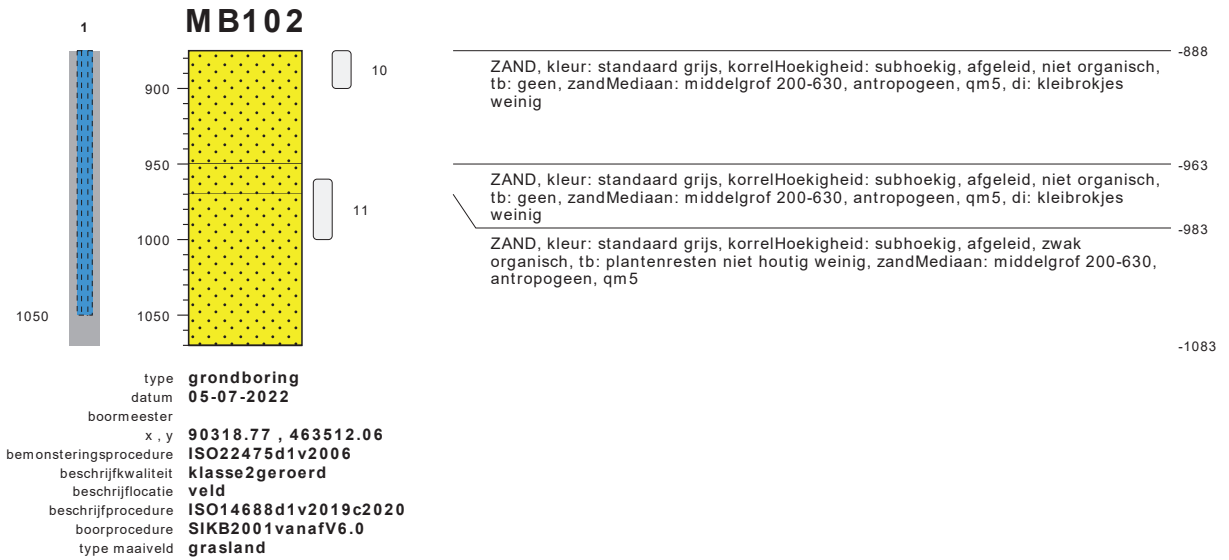 1
MB102
10
900
950
11
1000
1050
1050
-888
ZAND, kleur: standaard grijs, korrelHoekigheid: subhoekig, afgeleid, niet organisch,
tb: geen, zandMediaan: middelgrof 200-630, antropogeen, qm5, di: kleibrokjes
weinig
-963
ZAND, kleur: standaard grijs, korrelHoekigheid: subhoekig, afgeleid, niet organisch,
tb: geen, zandMediaan: middelgrof 200-630, antropogeen, qm5, di: kleibrokjes
weinig
-983
ZAND, kleur: standaard grijs, korrelHoekigheid: subhoekig, afgeleid, zwak
organisch, tb: plantenresten niet houtig weinig, zandMediaan: middelgrof 200-630,
antropogeen, qm5
-1083
type grondboring
datum 05-07-2022
boormeester
x , y 90318.77 , 463512.06
bemonsteringsprocedure ISO22475d1v2006
beschrijfkwaliteit klasse2geroerd
beschrijflocatie veld
beschrijfprocedure ISO14688d1v2019c2020
boorprocedure SIKB2001vanafV6.0
type maaiveld grasland